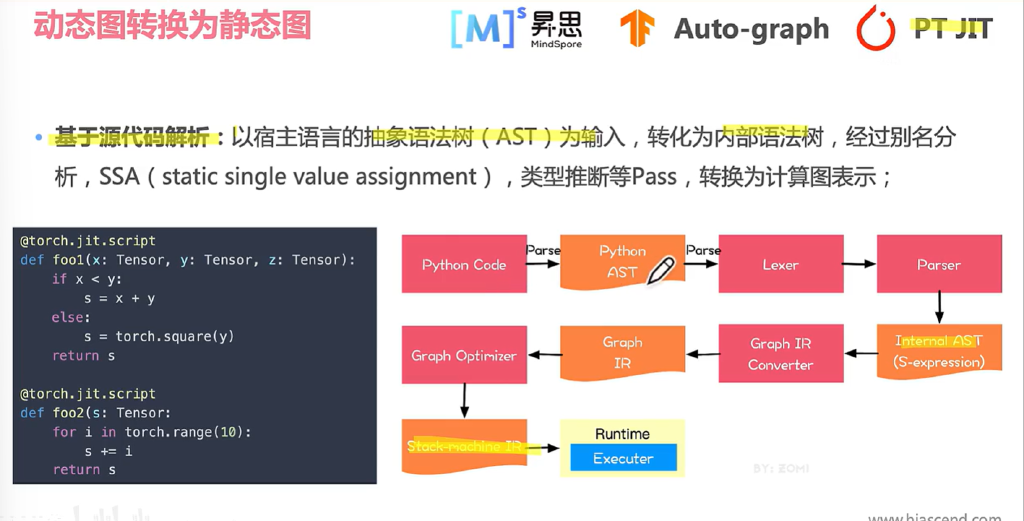 动态图转换为静态图
[M]s 昇思
MindSpore
Auto-graph
PT JIT
• 基于源代码解析：以宿主语言的抽象语法树（AST）为输入，转化为内部语法树，经过别名分
析，SSA（static single value assignment），类型推断等Pass，转换为计算图表示；
@torch.jit.script
def foo1(x: Tensor, y: Tensor, z: Tensor):
if x < y:
s = x + y
else:
s = torch.square(y)
return s
@torch.jit.script
def foo2(s: Tensor:
for i in torch.range(10):
s += i
return s
Python Code
Parse
Python
AST
Parse
Lexer
Parser
Internal AST
(S-expression)
Graph IR
Converter
Graph
IR
Graph Optimizer
Stack-machine IR
Runtime
Executer
BY: ZOMI
www.hiascend.com